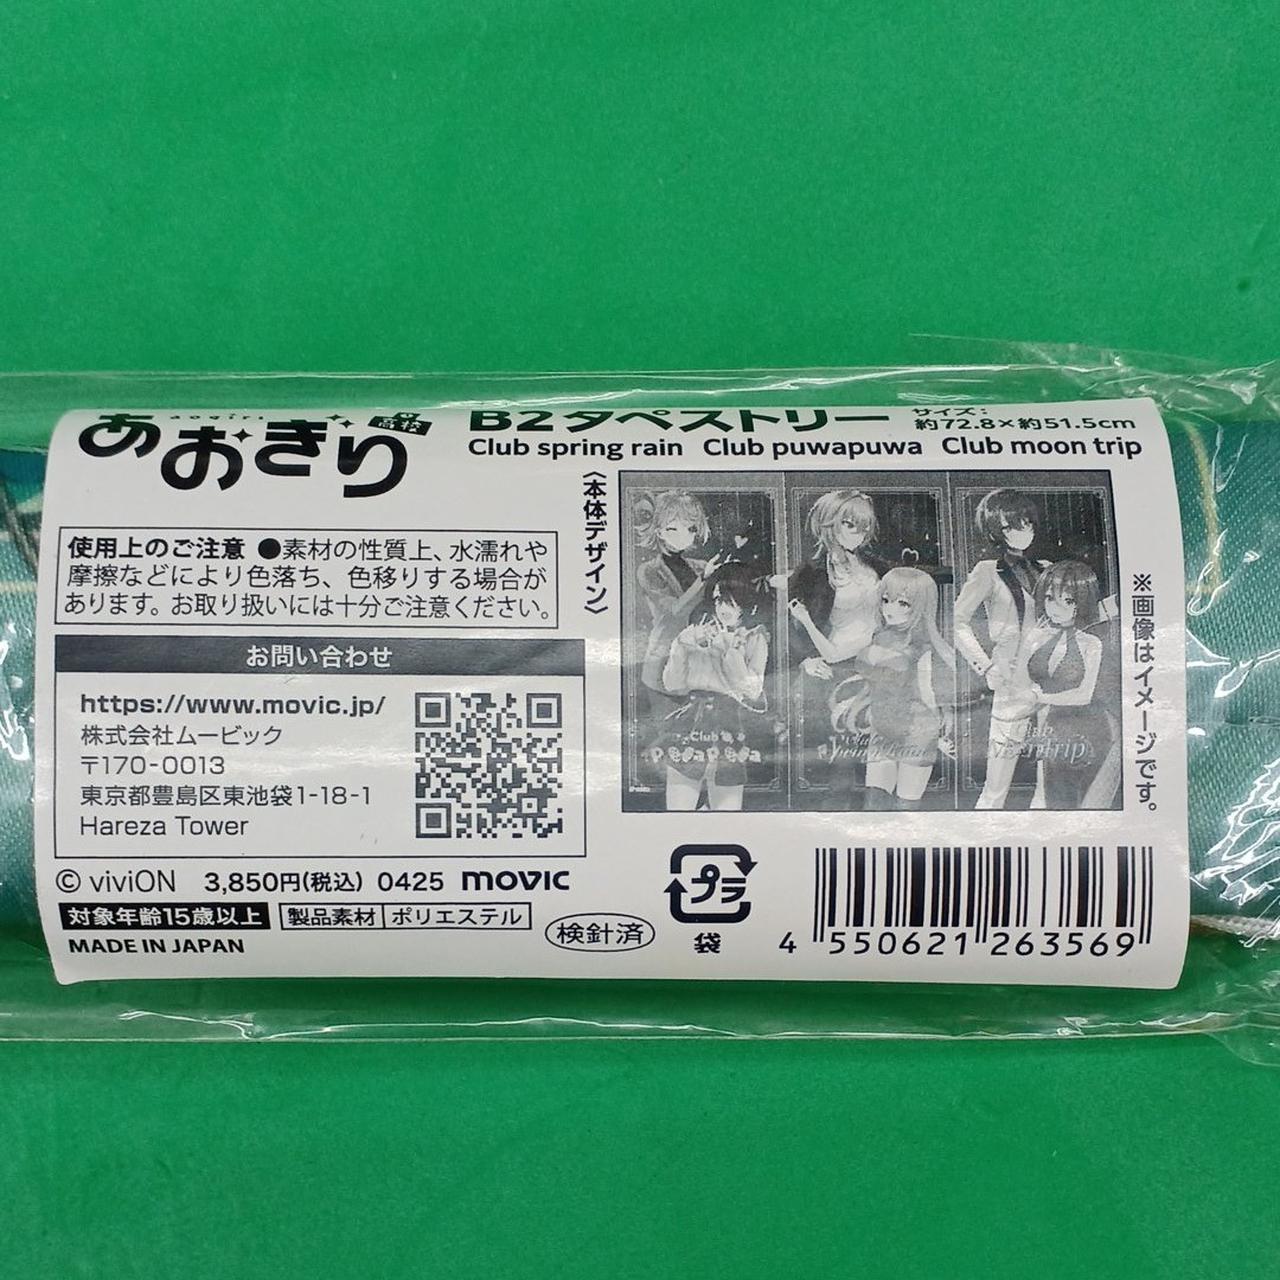 aogiri
あおぎり高校
B2タペストリー
サイズ:
約72.8×約51.5cm
Club spring rain Club puwapuwa Club moon trip
使用上のご注意 ●素材の性質上、水濡れや
摩擦などにより色落ち、色移りする場合が
あります。お取り扱いには十分ご注意ください。
お問い合わせ
https://www.movic.jp/
株式会社ムービック
〒170-0013
東京都豊島区東池袋1-18-1
Hareza Tower
© viviON 3,850円(税込) 0425 movic
対象年齢15歳以上 製品素材 ポリエステル
MADE IN JAPAN
検針済
〈本体デザイン〉
Club
※画像はイメージです。
プラ
袋
4 550621 263569